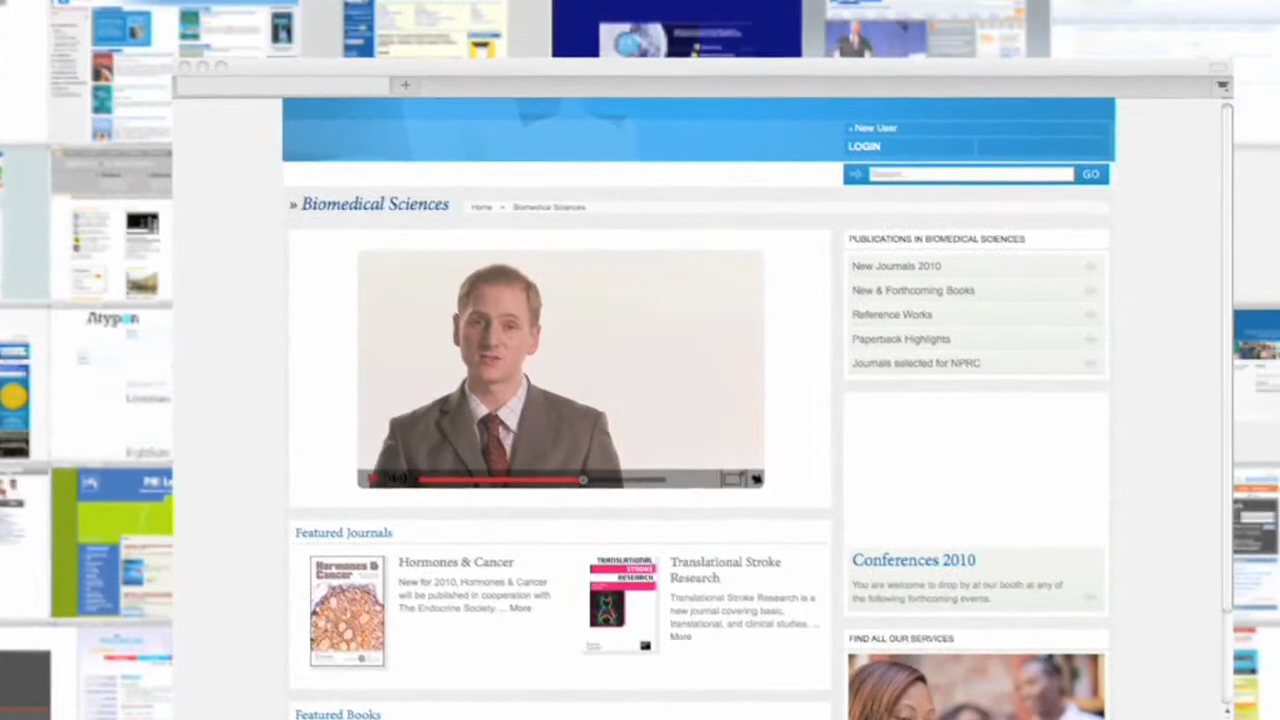 » New User
LOGIN
Search...
GO
» Biomedical Sciences
Home
Biomedical Sciences
PUBLICATIONS IN BIOMEDICAL SCIENCES
New Journals 2010
New & Forthcoming Books
Reference Works
Paperback Highlights
Journals selected for NPRC
Atypon
Featured Journals
Hormones & Cancer
New for 2010, Hormones & Cancer
will be published in cooperation with
The Endocrine Society. ... More
Hormones &
Cancer
TRANSLATIONAL
STROKE
RESEARCH
Translational Stroke
Research
Translational Stroke Research is a
new journal covering basic,
translational, and clinical studies. ...
More
Conferences 2010
You are welcome to drop by at our booth at any of
the following forthcoming events.
FIND ALL OUR SERVICES
Featured Books